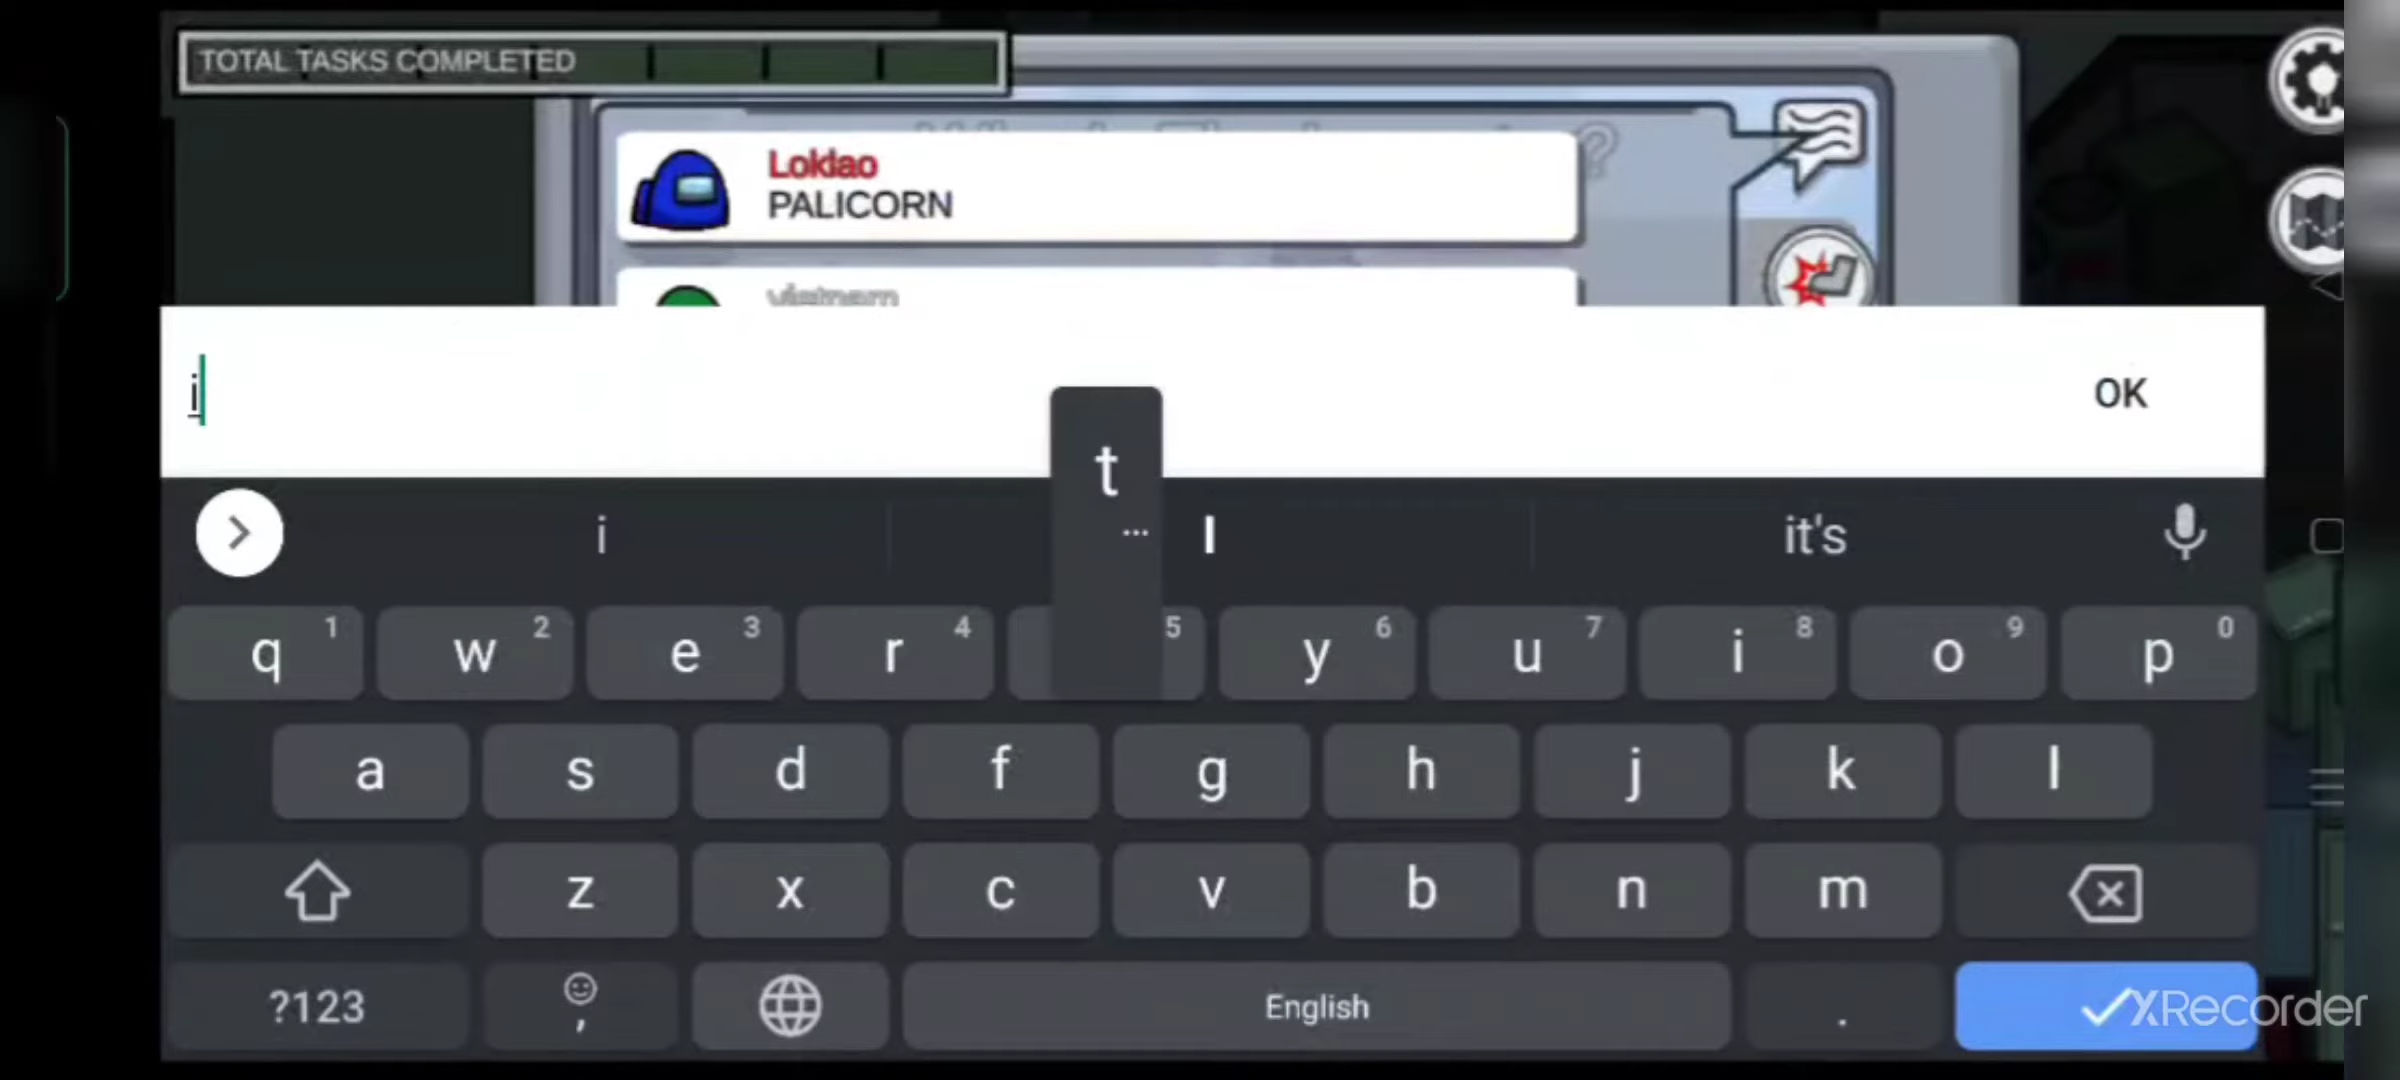 TOTAL TASKS COMPLETED
?
Loklao
PALICORN
vietnam
i
OK
t
i
...
I
it's
q 1 w 2 e 3 r 4 5 y 6 u 7 i 8 o 9 p 0
a s d f g h j k l
z x c v b n m
?123 , English .
XRecorder